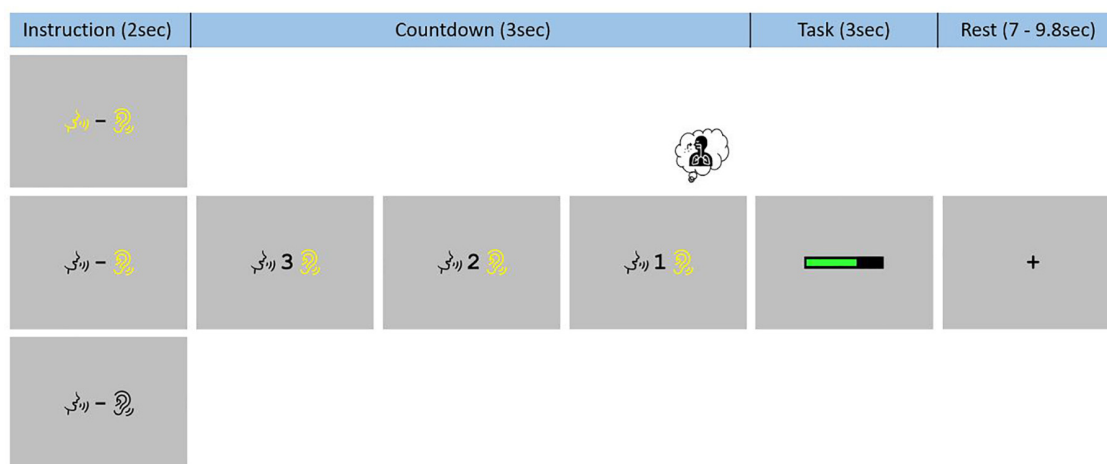 Instruction (2sec) Countdown (3sec) Task (3sec) Rest (7 - 9.8sec)
–
– 3 2 1 +
–